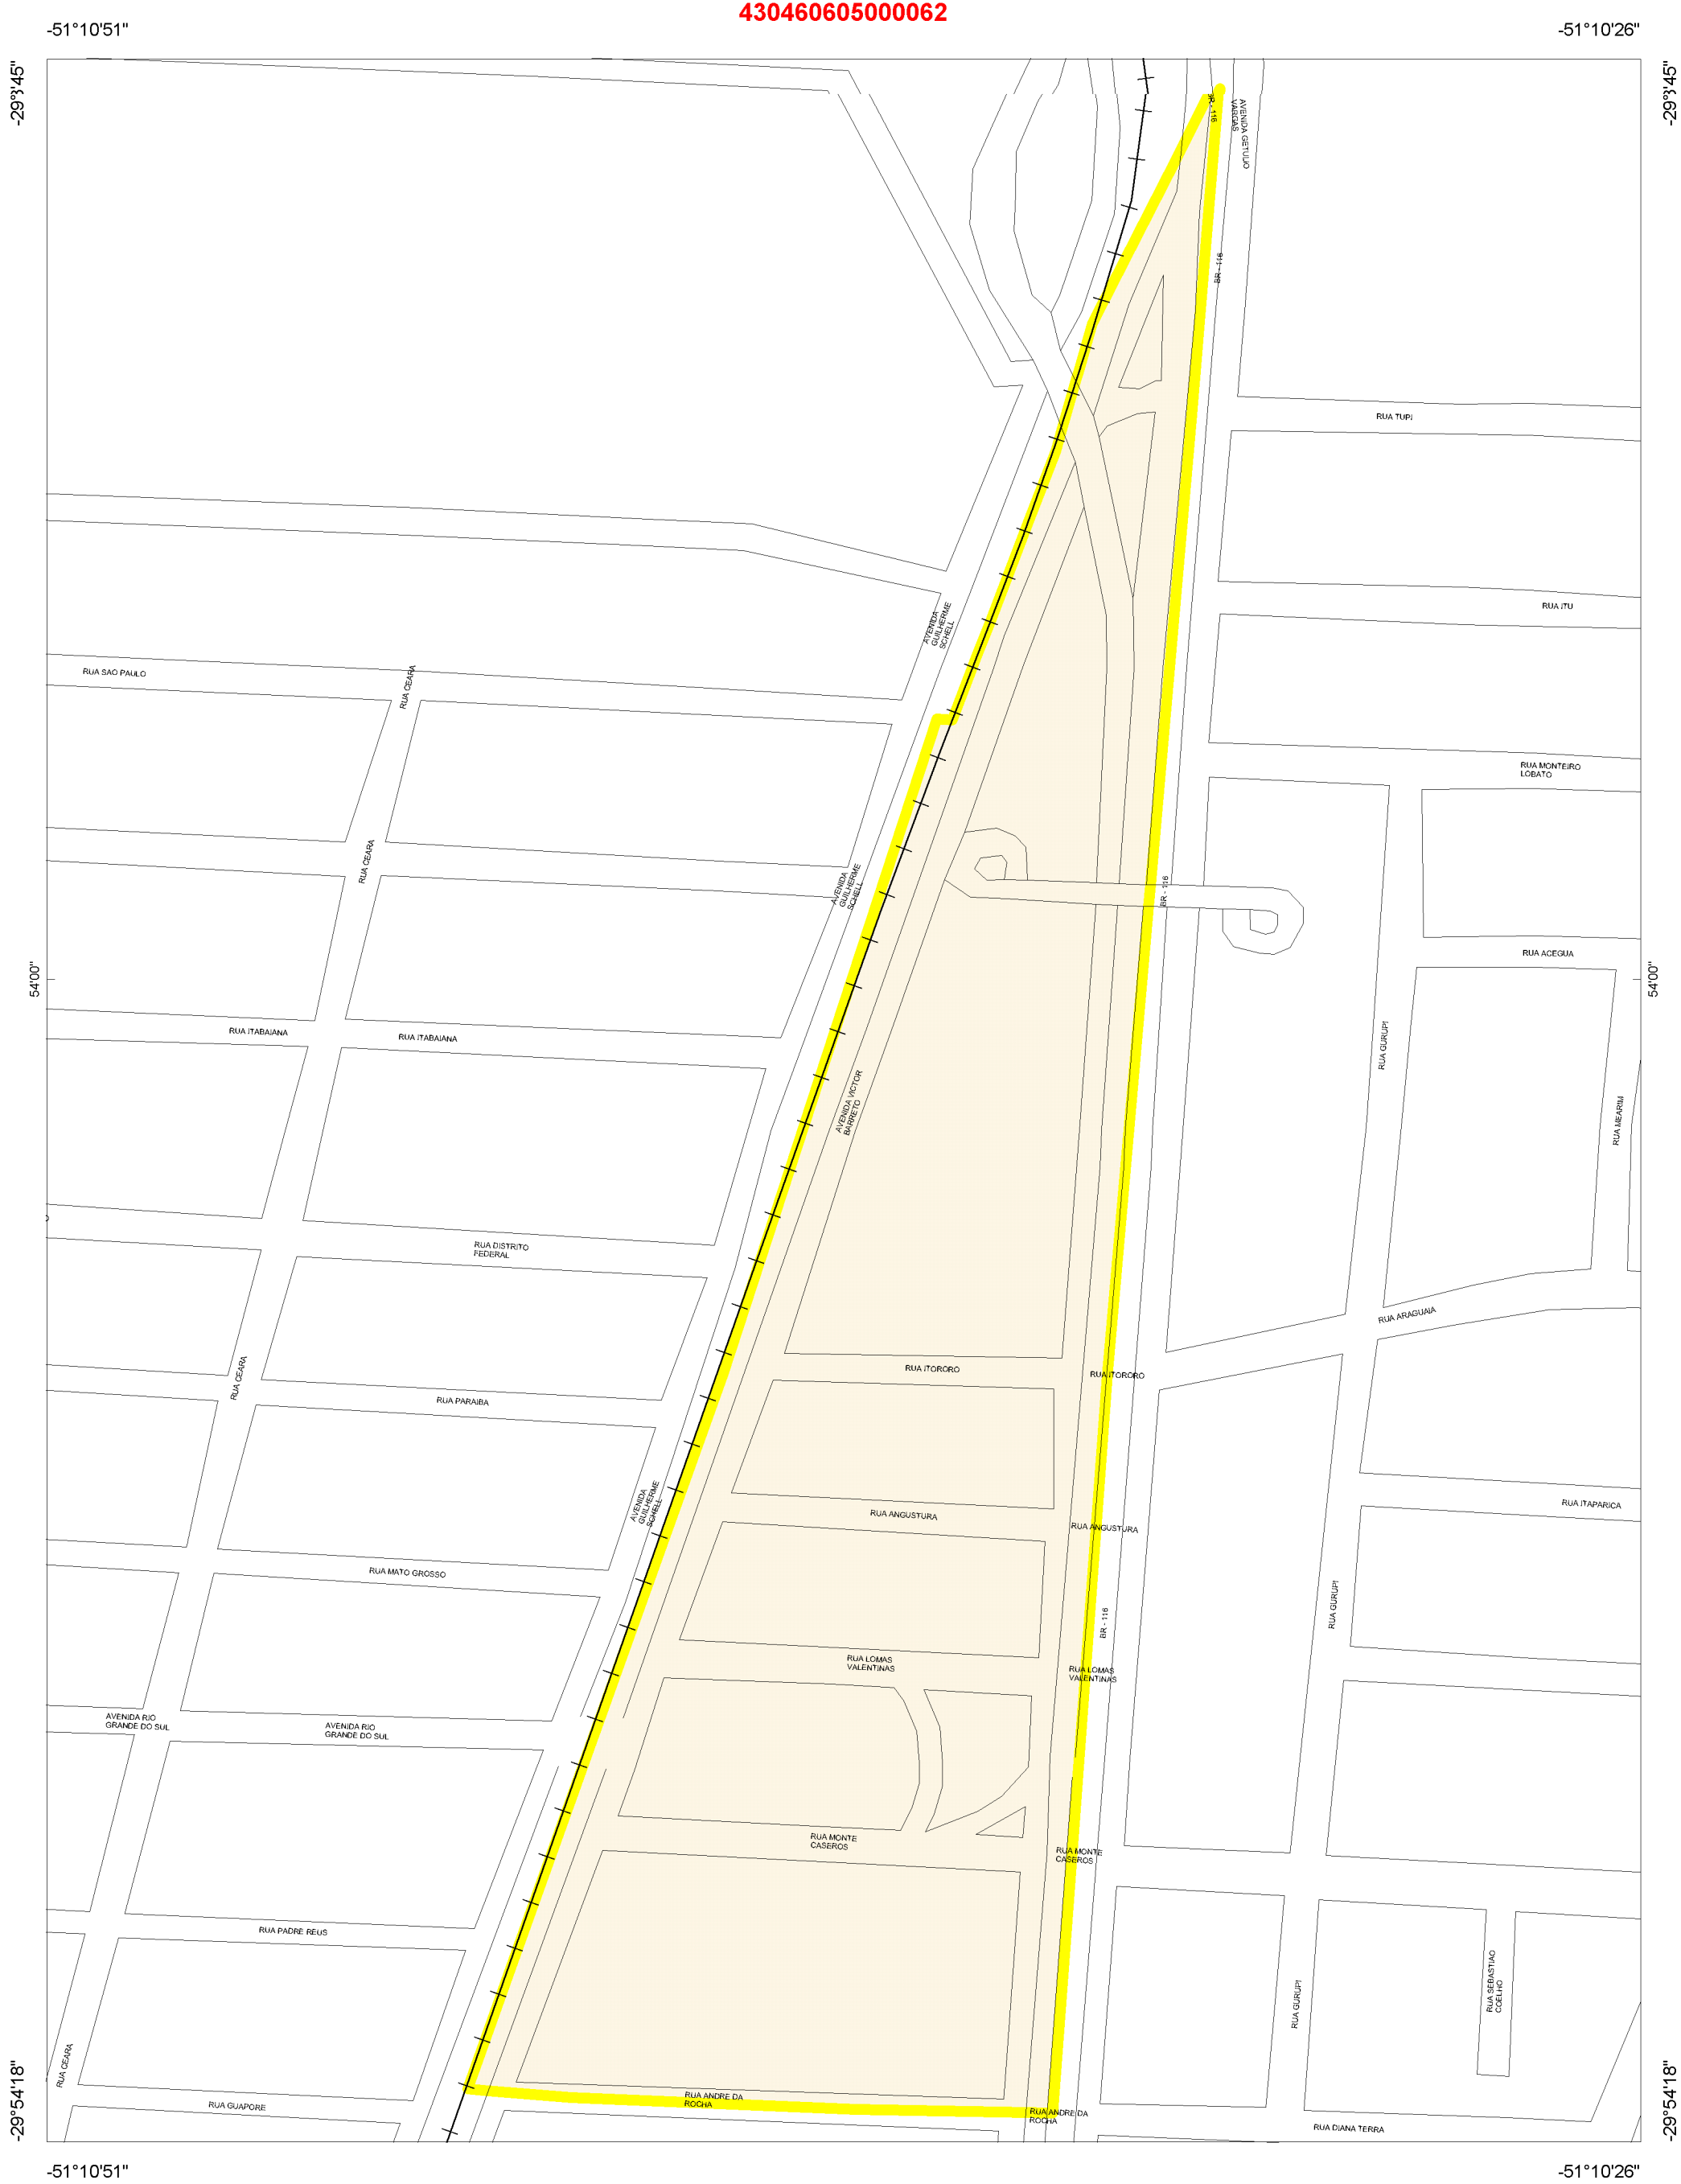 430460605000062
-51°10'51"
-51°10'26"
-29°3'45"
-29°3'45"
BR - 116
AVENIDA GETULIO
VARGAS
BR - 116
RUA TUPI
RUA ITU
AVENIDA
GUILHERME
SCHELL
RUA SAO PAULO
RUA CEARA
RUA MONTEIRO
LOBATO
RUA CEARA
AVENIDA
GUILHERME
SCHELL
BR - 116
RUA ACEGUA
54'00"
54'00"
RUA ITABAIANA
RUA ITABAIANA
RUA GURUPI
AVENIDA VICTOR
BARRETO
RUA MEARIM
RUA DISTRITO
FEDERAL
RUA ARAGUAIA
RUA CEARA
RUA ITORORO
RUA ITORORO
RUA PARAIBA
AVENIDA
GUILHERME
SCHELL
RUA ANGUSTURA
RUA ANGUSTURA
RUA ITAPARICA
RUA MATO GROSSO
BR - 116
RUA GURUPI
RUA LOMAS
VALENTINAS
RUA LOMAS
VALENTINAS
AVENIDA RIO
GRANDE DO SUL
AVENIDA RIO
GRANDE DO SUL
RUA MONTE
CASEROS
RUA MONTE
CASEROS
RUA PADRE REUS
RUA SEBASTIAO
COELHO
RUA GURUPI
RUA CEARA
-29°54'18"
-29°54'18"
RUA GUAPORE
RUA ANDRE DA
ROCHA
RUA ANDRE DA
ROCHA
RUA DIANA TERRA
-51°10'51"
-51°10'26"